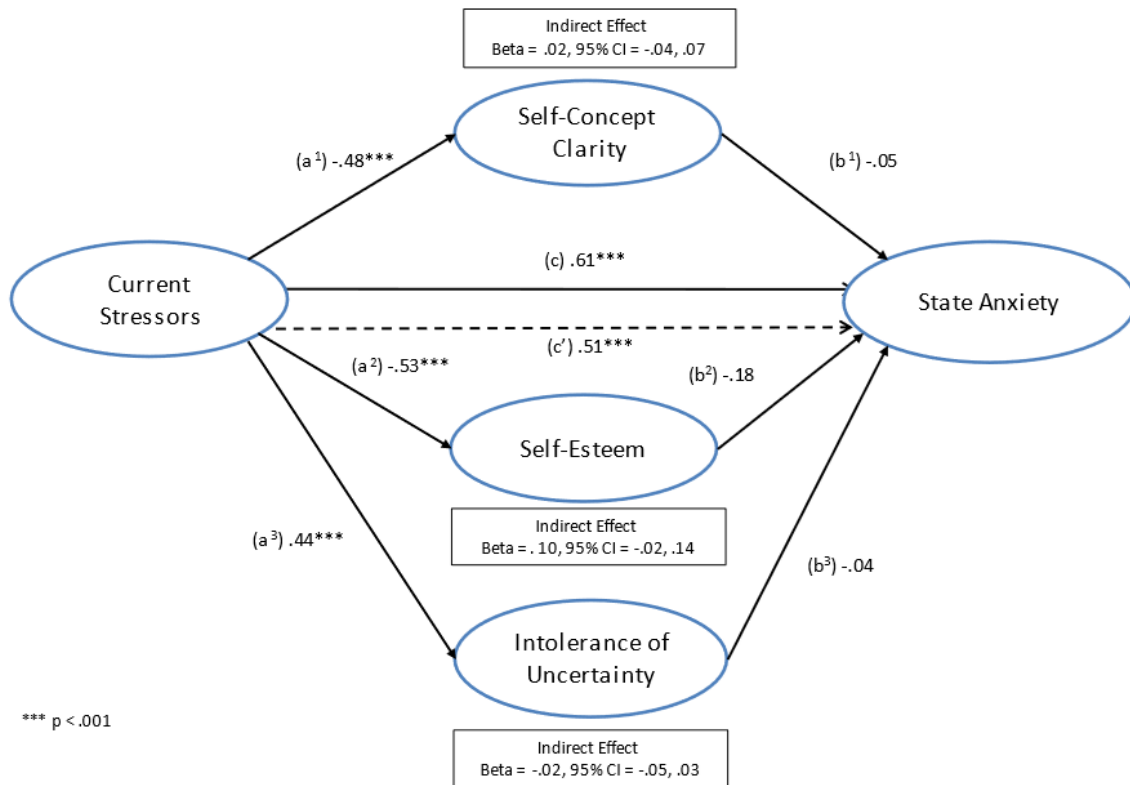 Indirect Effect
Beta = .02, 95% CI = -.04, .07
Self-Concept
Clarity
(a¹) -.48***
(b¹) -.05
(c) .61***
Current
Stressors
State Anxiety
(c’) .51***
(a²) -.53***
(b²) -.18
Self-Esteem
Indirect Effect
Beta = . 10, 95% CI = -.02, .14
(a³) .44***
(b³) -.04
Intolerance of
Uncertainty
*** p < .001
Indirect Effect
Beta = -.02, 95% CI = -.05, .03